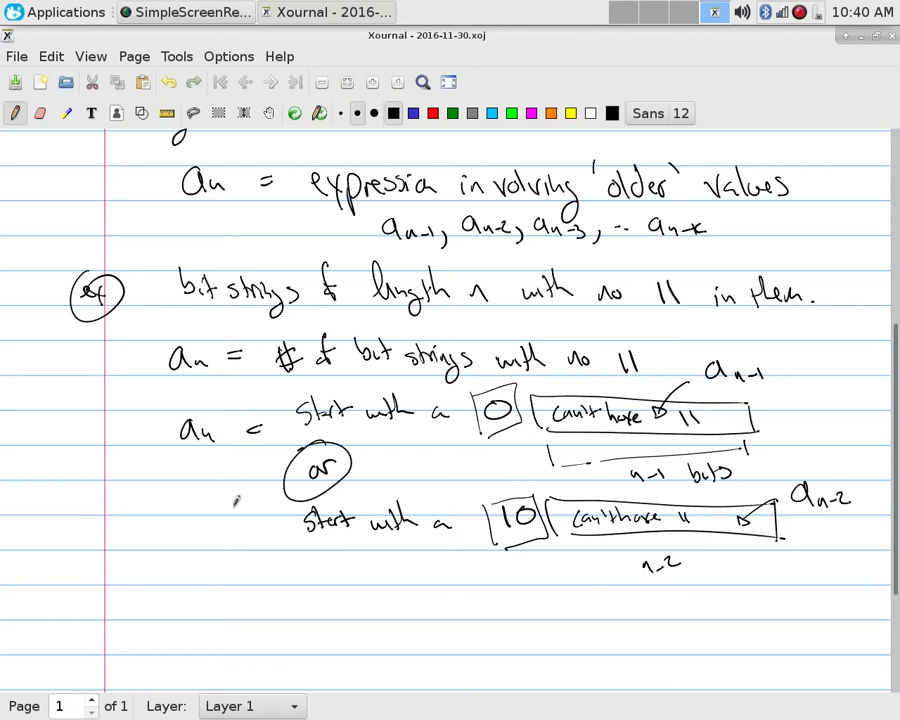 Applications SimpleScreenRe... Xournal - 2016-... 10:40 AM
Xournal - 2016-11-30.xoj
File Edit View Page Tools Options Help
Sans 12
an = expression involving 'older' values
an-1, an-2, an-3, ... an-k
ex bit strings of length n with no 11 in them.
an = # of bit strings with no 11
an-1
an = start with a 0 can't have 11
n-1 bits
or
an-2
start with a 10 can't have 11
n-2
Page 1 of 1 Layer: Layer 1